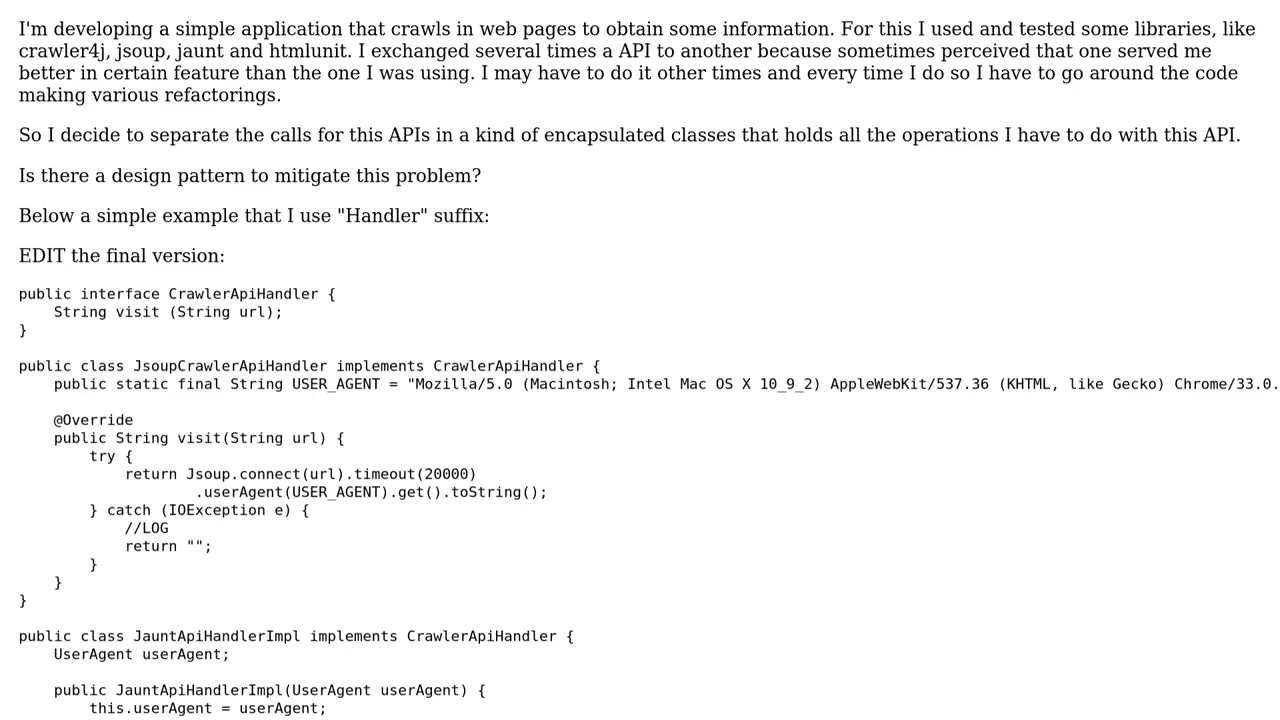 I'm developing a simple application that crawls in web pages to obtain some information. For this I used and tested some libraries, like
crawler4j, jsoup, jaunt and htmlunit. I exchanged several times a API to another because sometimes perceived that one served me
better in certain feature than the one I was using. I may have to do it other times and every time I do so I have to go around the code
making various refactorings.
So I decide to separate the calls for this APIs in a kind of encapsulated classes that holds all the operations I have to do with this API.
Is there a design pattern to mitigate this problem?
Below a simple example that I use "Handler" suffix:
EDIT the final version:
public interface CrawlerApiHandler {
    String visit (String url);
}
public class JsoupCrawlerApiHandler implements CrawlerApiHandler {
    public static final String USER_AGENT = "Mozilla/5.0 (Macintosh; Intel Mac OS X 10_9_2) AppleWebKit/537.36 (KHTML, like Gecko) Chrome/33.0.
    @Override
    public String visit(String url) {
        try {
            return Jsoup.connect(url).timeout(20000)
                    .userAgent(USER_AGENT).get().toString();
        } catch (IOException e) {
            //LOG
            return "";
        }
    }
}
public class JauntApiHandlerImpl implements CrawlerApiHandler {
    UserAgent userAgent;
    public JauntApiHandlerImpl(UserAgent userAgent) {
        this.userAgent = userAgent;